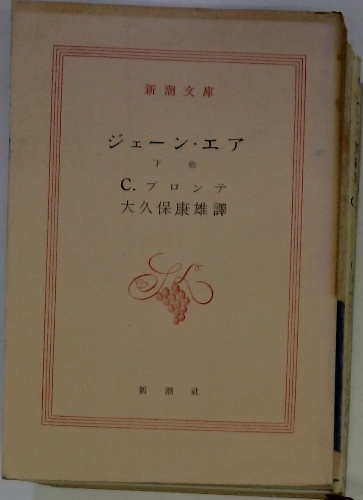 新潮文庫
ジェーン・エア
下巻
C. ブロンテ
大久保康雄譯
新潮社